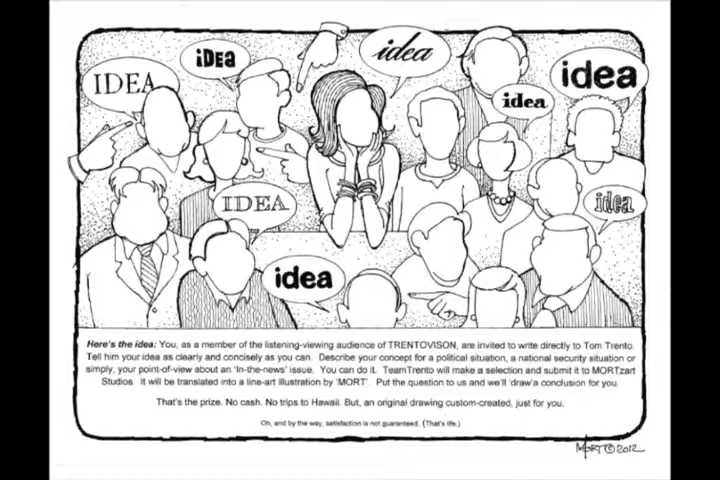 IDEA
iDEA
idea
idea
idea
IDEA
idea
idea
Here's the idea: You, as a member of the listening-viewing audience of TRENTOVISON, are invited to write directly to Tom Trento.
Tell him your idea as clearly and concisely as you can. Describe your concept for a political situation, a national security situation or
simply, your point-of-view about an 'In-the-news' issue. You can do it. TeamTrento will make a selection and submit it to MORTzart
Studios. It will be translated into a line-art illustration by 'MORT'. Put the question to us and we'll 'draw'a conclusion for you.
That's the prize. No cash. No trips to Hawaii. But, an original drawing custom-created, just for you.
Oh, and by the way, satisfaction is not guaranteed. (That's life.)
MORT©2012